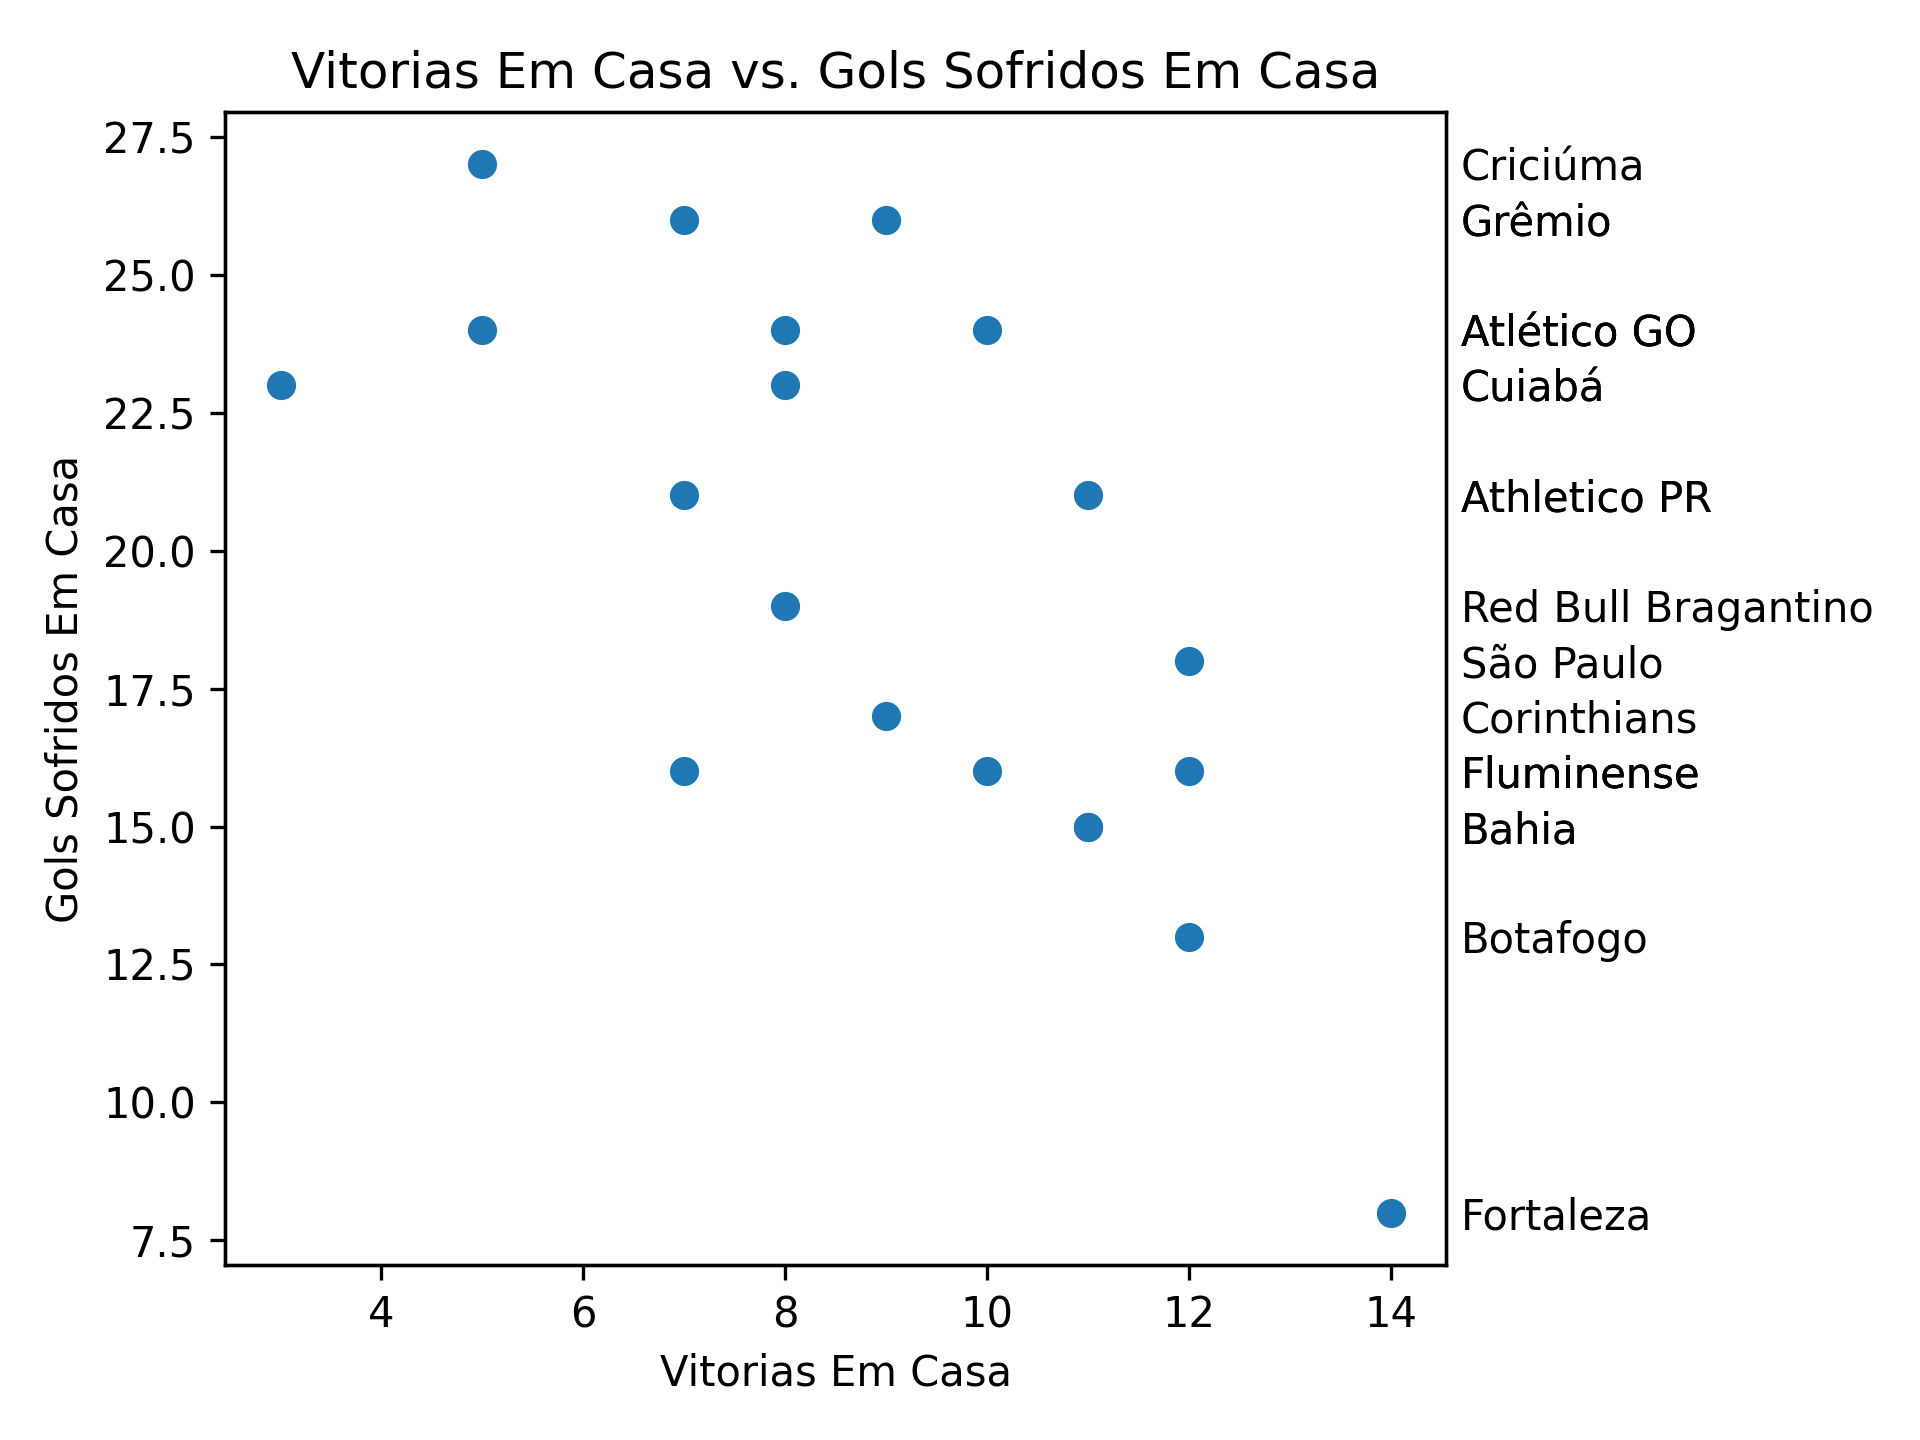 Vitorias Em Casa vs. Gols Sofridos Em Casa
27.5
25.0
22.5
20.0
17.5
15.0
12.5
10.0
7.5
Gols Sofridos Em Casa
4 6 8 10 12 14
Vitorias Em Casa
Criciúma
Grêmio
Atlético GO
Cuiabá
Athletico PR
Red Bull Bragantino
São Paulo
Corinthians
Fluminense
Bahia
Botafogo
Fortaleza